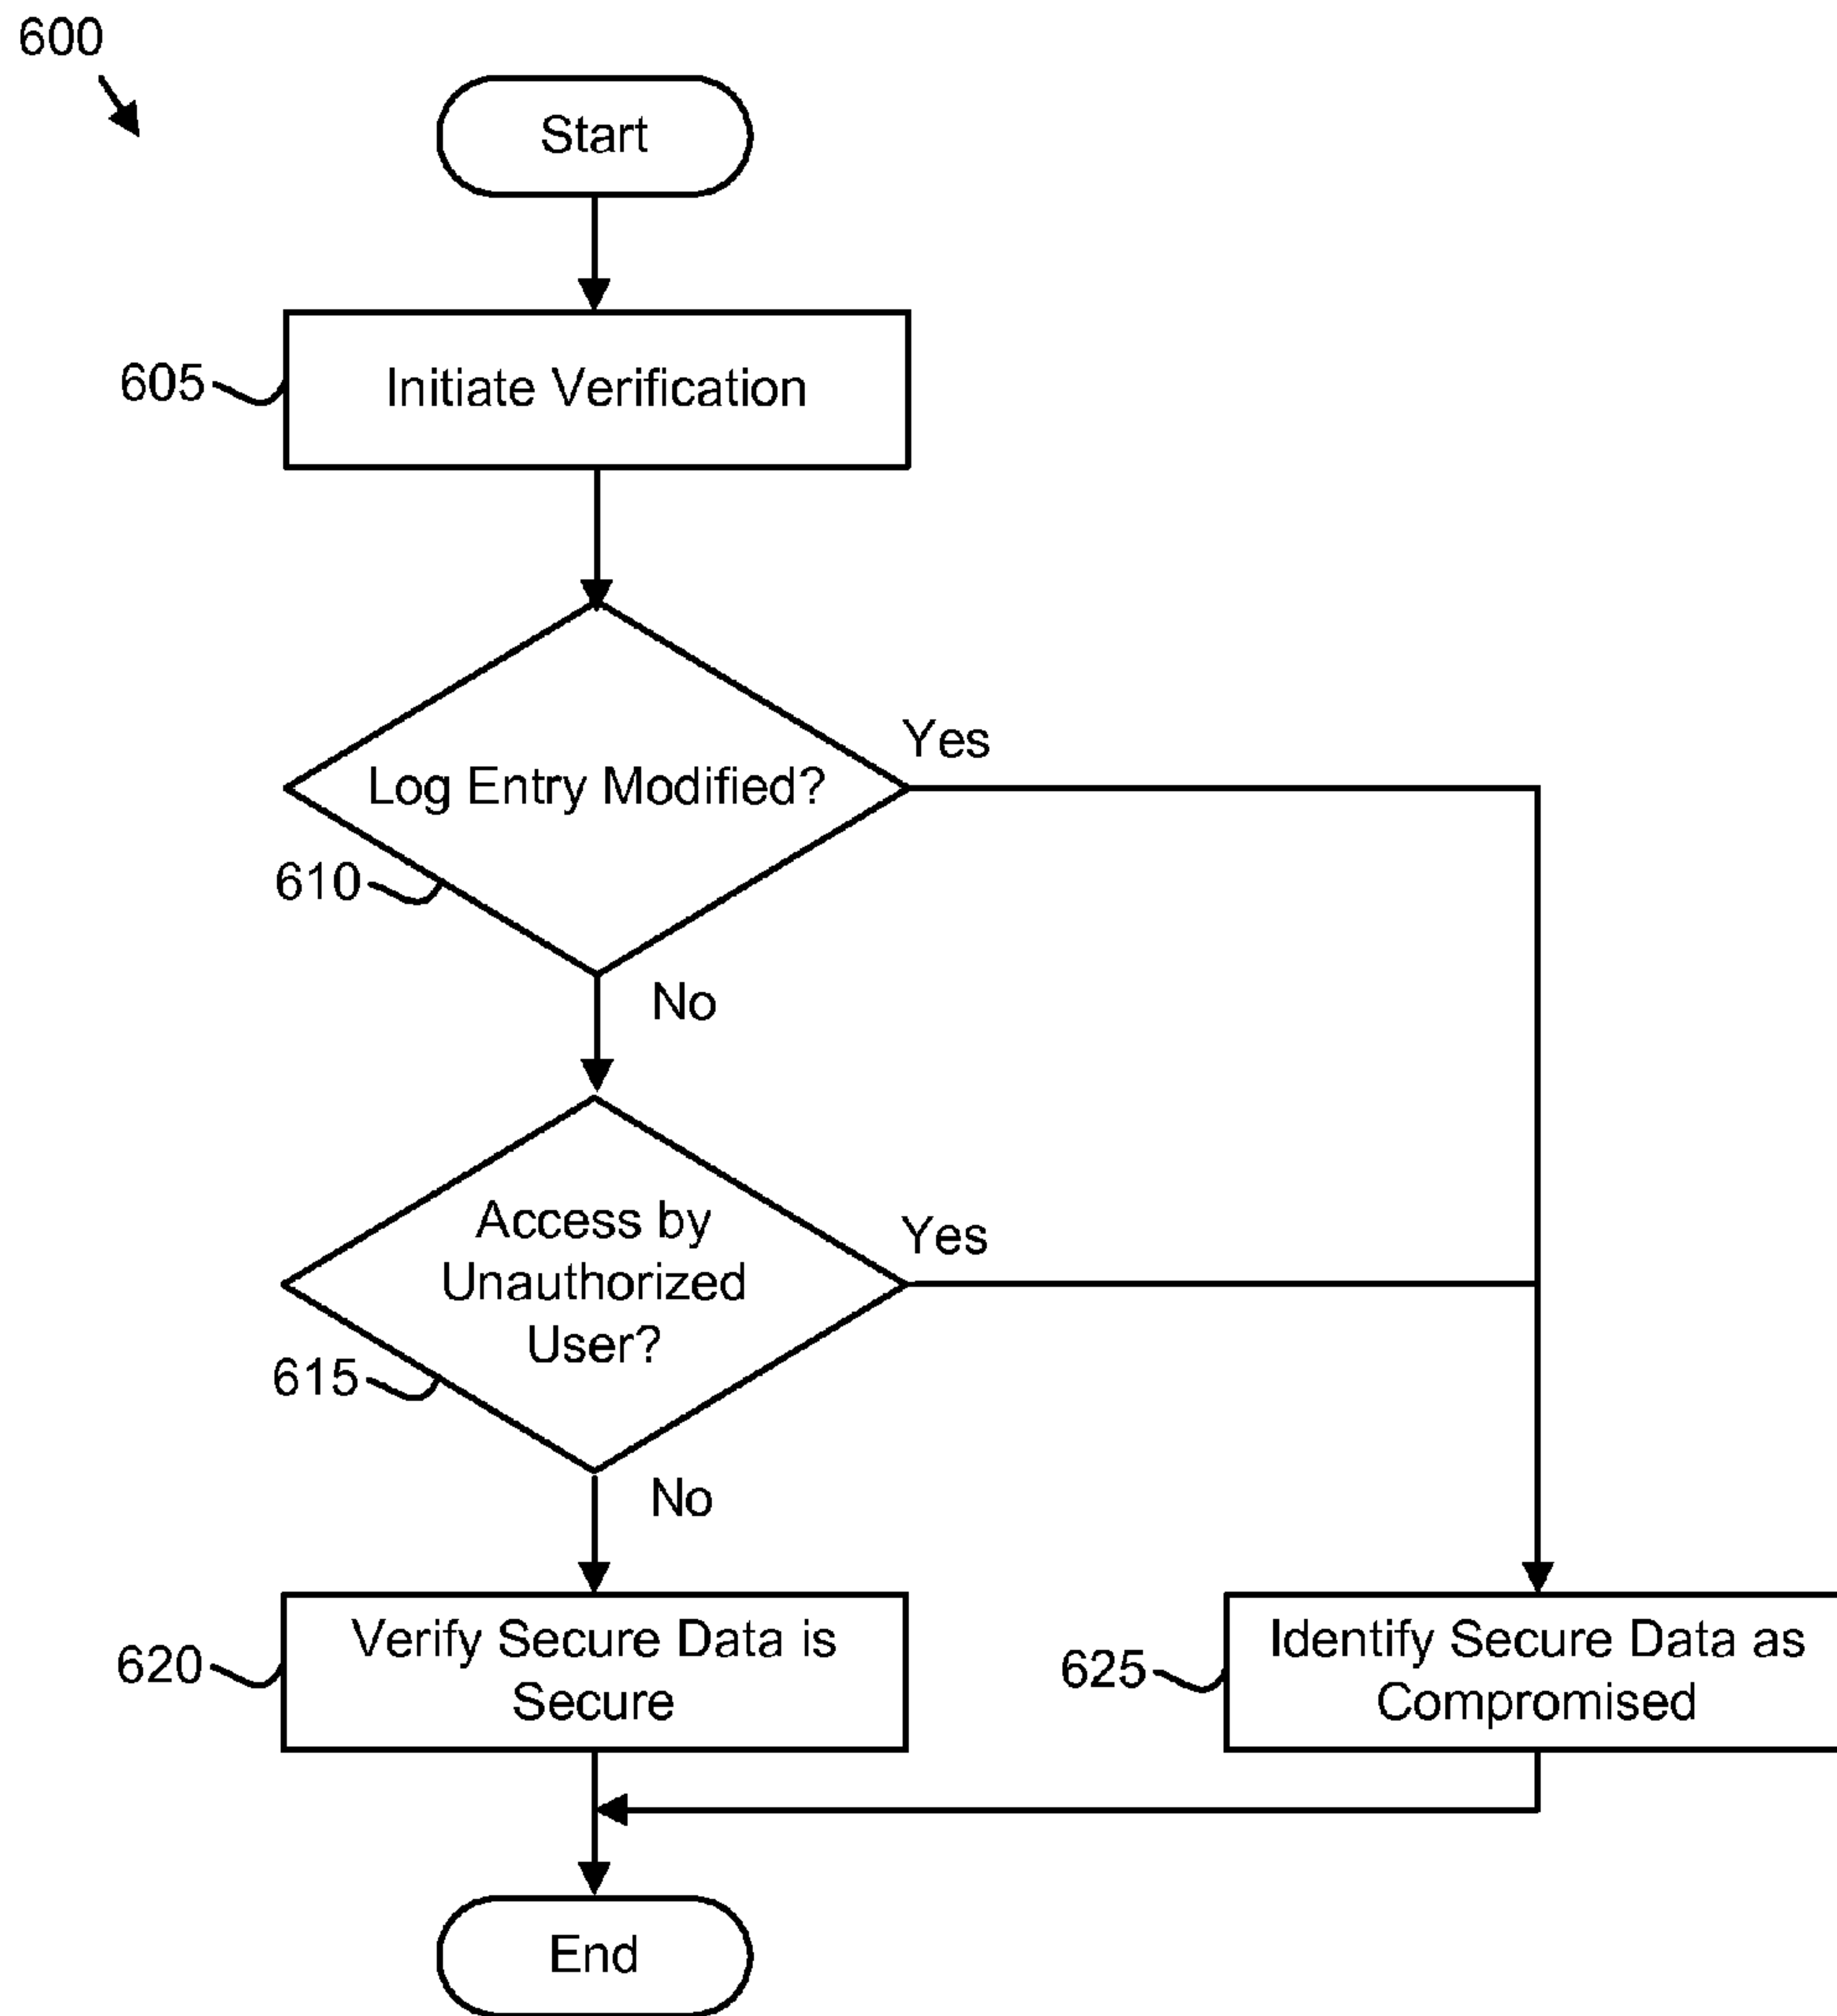 600
Start
605
Initiate Verification
Yes
Log Entry Modified?
610
No
Access by
Unauthorized
User?
Yes
615
No
620
Verify Secure Data is
Secure
625
Identify Secure Data as
Compromised
End